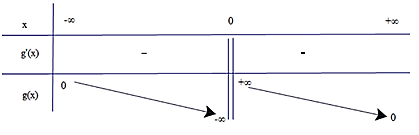 x -∞ 0 +∞
g'(x) - -
g(x) 0 -∞ +∞ 0